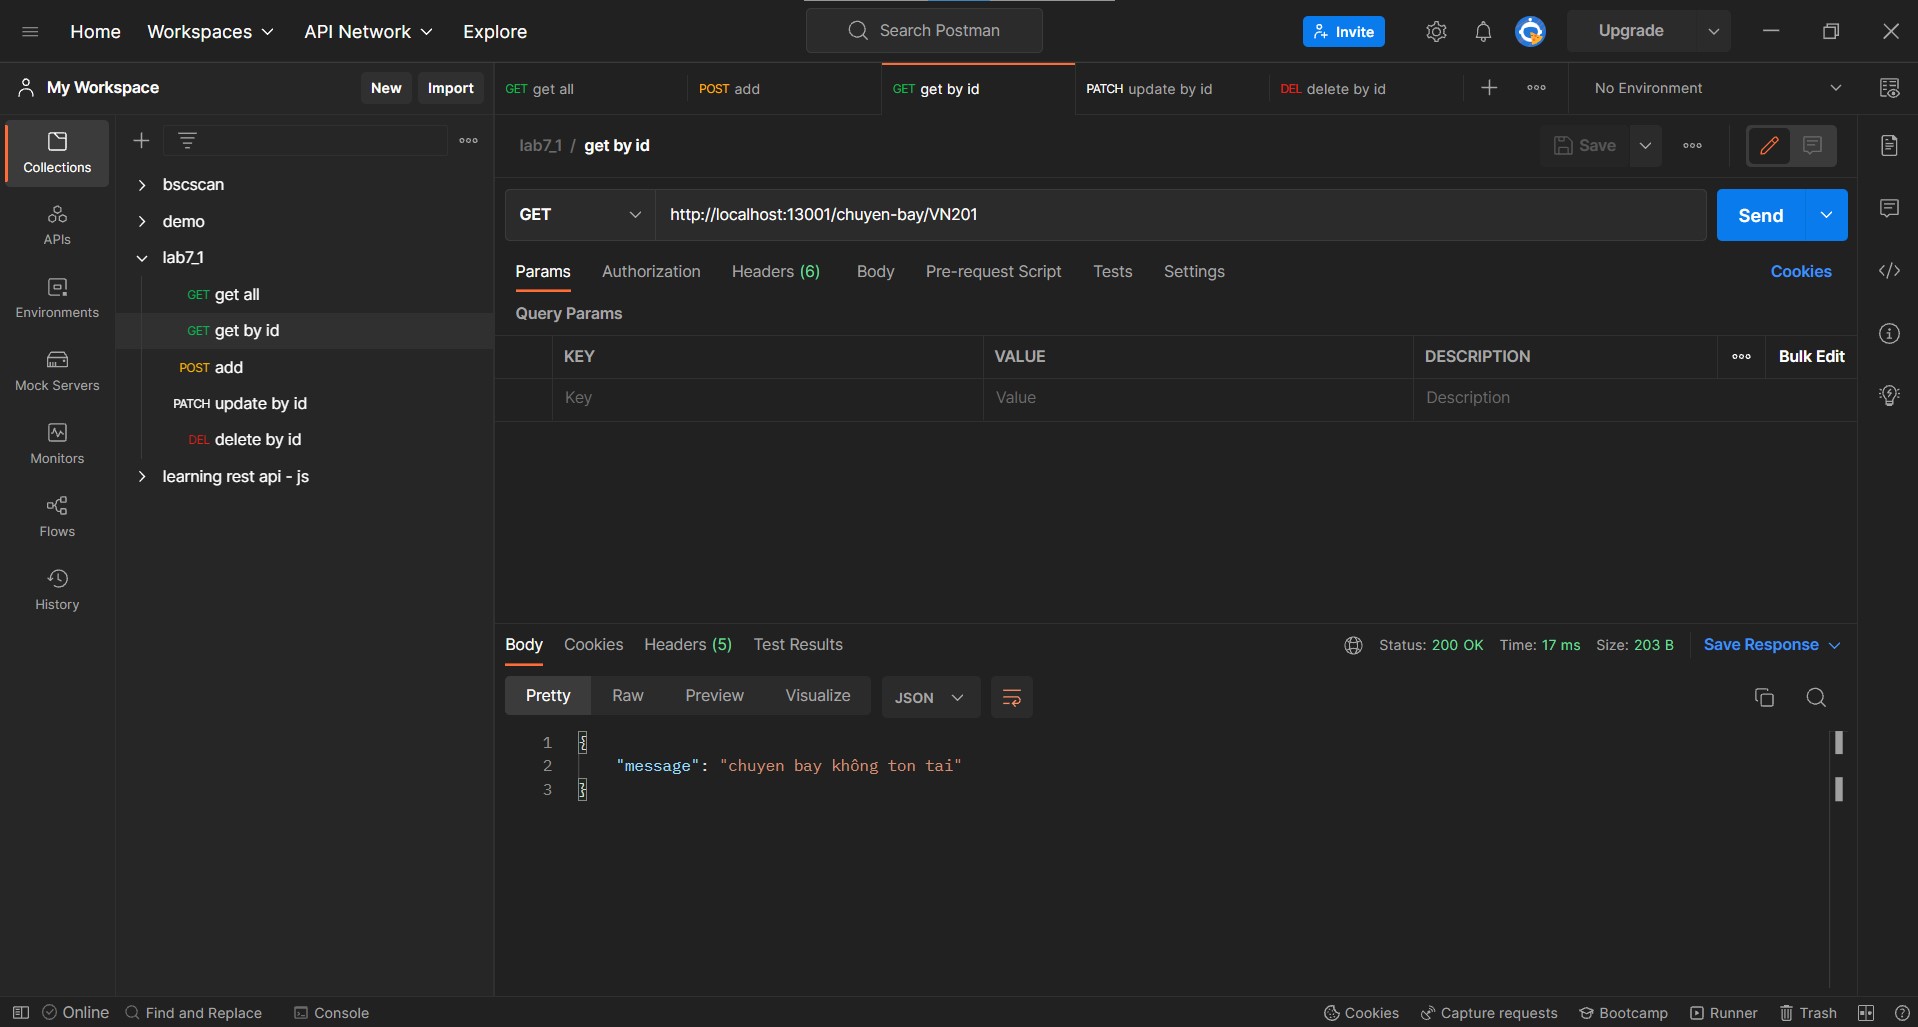 Home
Workspaces
API Network
Explore
Search Postman
Invite
Upgrade
My Workspace
New
Import
GET get all
POST add
GET get by id
PATCH update by id
DEL delete by id
No Environment
Collections
APIs
Environments
Mock Servers
Monitors
Flows
History
bscscan
demo
lab7_1
GET get all
GET get by id
POST add
PATCH update by id
DEL delete by id
learning rest api - js
lab7_1 / get by id
Save
GET
http://localhost:13001/chuyen-bay/VN201
Send
Params
Authorization
Headers (6)
Body
Pre-request Script
Tests
Settings
Cookies
Query Params
KEY
VALUE
DESCRIPTION
Bulk Edit
Key
Value
Description
Body
Cookies
Headers (5)
Test Results
Status: 200 OK
Time: 17 ms
Size: 203 B
Save Response
Pretty
Raw
Preview
Visualize
JSON
1 {
2 "message": "chuyen bay không ton tai"
3 }
Online
Find and Replace
Console
Cookies
Capture requests
Bootcamp
Runner
Trash